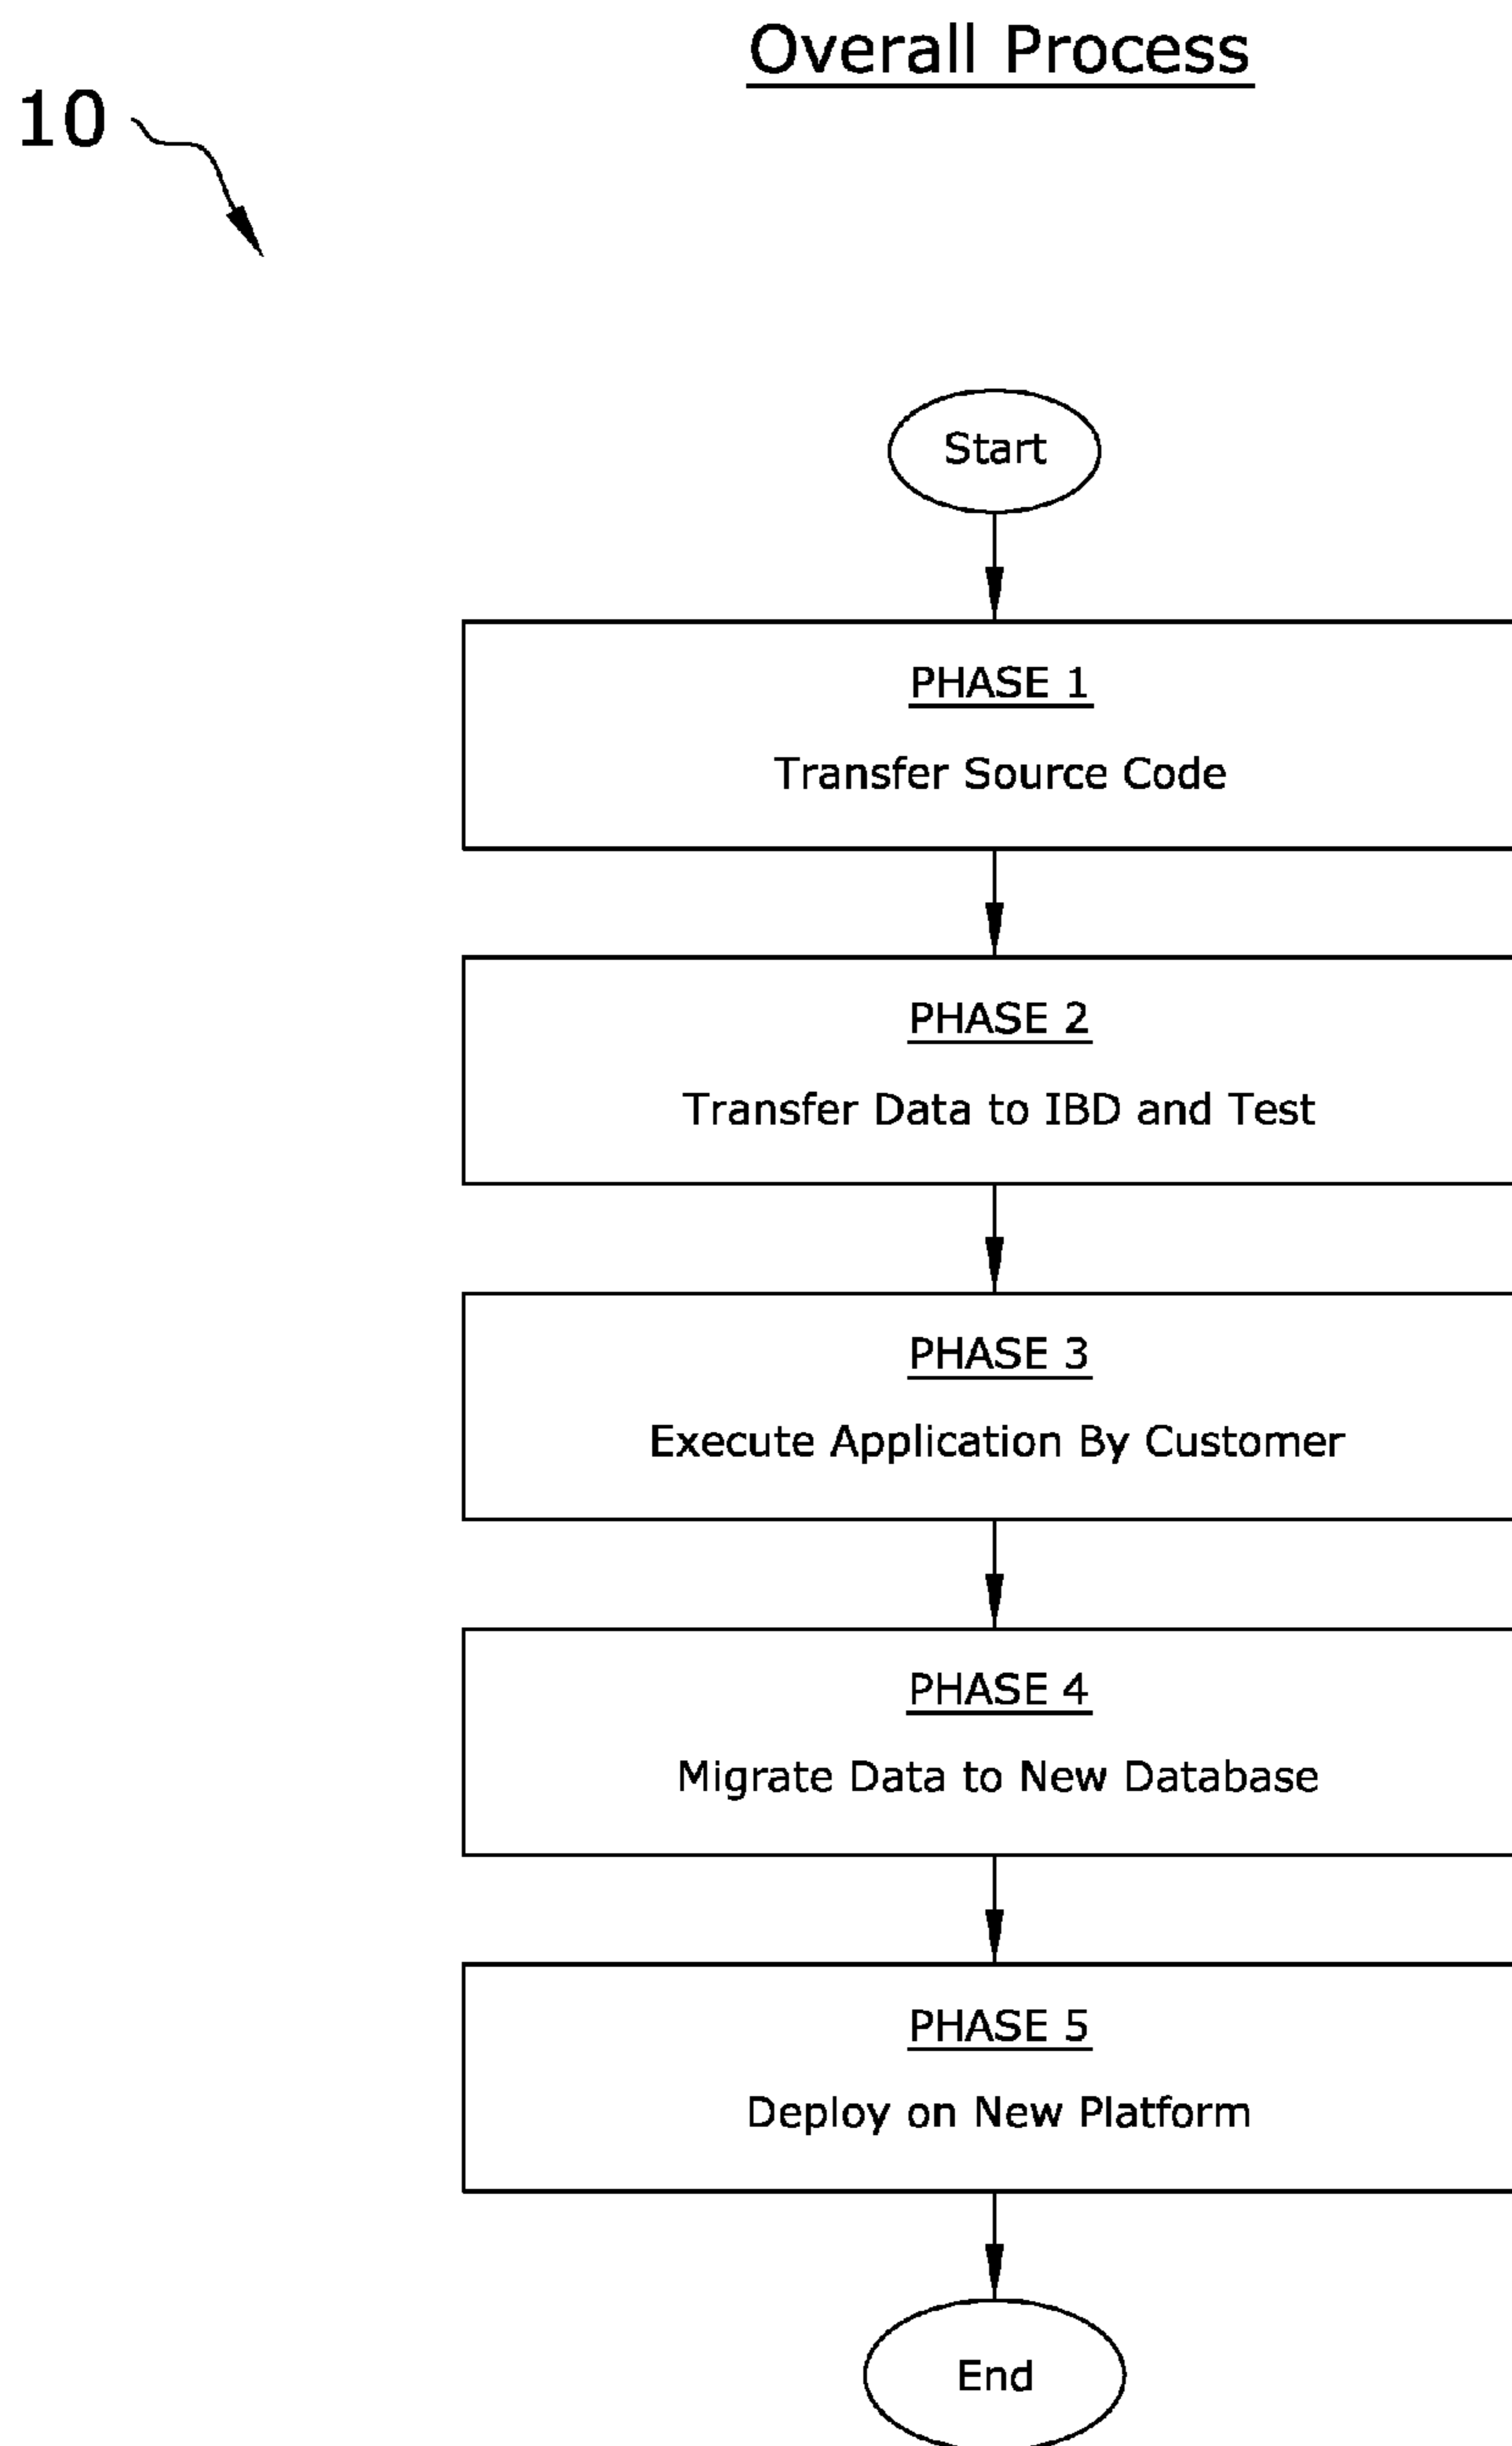 Overall Process
10
Start
PHASE 1
Transfer Source Code
PHASE 2
Transfer Data to IBD and Test
PHASE 3
Execute Application By Customer
PHASE 4
Migrate Data to New Database
PHASE 5
Deploy on New Platform
End